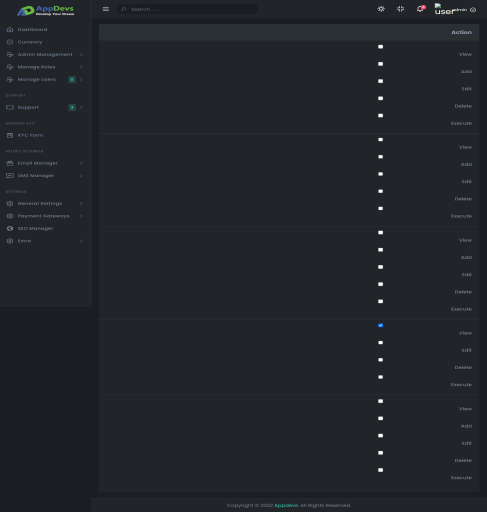 AppDevs
Develop Your Dream
Search .....
admin
Dashboard
Currency
Admin Management
Manage Roles
Manage Users
SUPPORT
Support
MANAGE KYC
KYC Form
SETTINGS
Email Manager
SMS Manager
SETTINGS
General Settings
Payment Gateways
SEO Manager
Extra
Action
View
Add
Edit
Delete
Execute
View
Add
Edit
Delete
Execute
View
Add
Edit
Delete
Execute
View
Edit
Delete
Execute
View
Add
Edit
Delete
Execute
Copyright © 2022 Appdevs. All Rights Reserved.